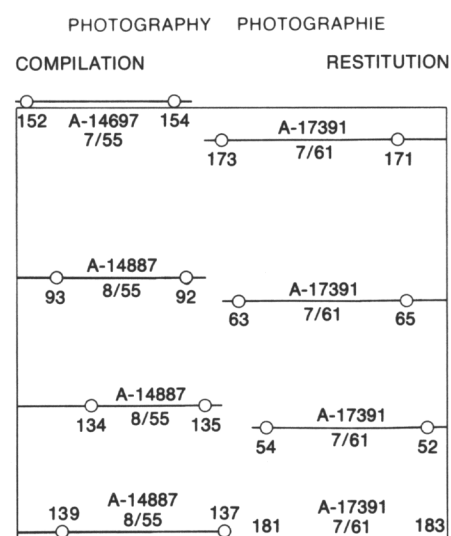 PHOTOGRAPHY PHOTOGRAPHIE
COMPILATION RESTITUTION
152 A-14697 154
7/55
A-17391
173 7/61 171
A-14887
93 8/55 92
A-17391
63 7/61 65
A-14887
134 8/55 135
A-17391
54 7/61 52
139 A-14887 137
8/55
181 A-17391 183
7/61